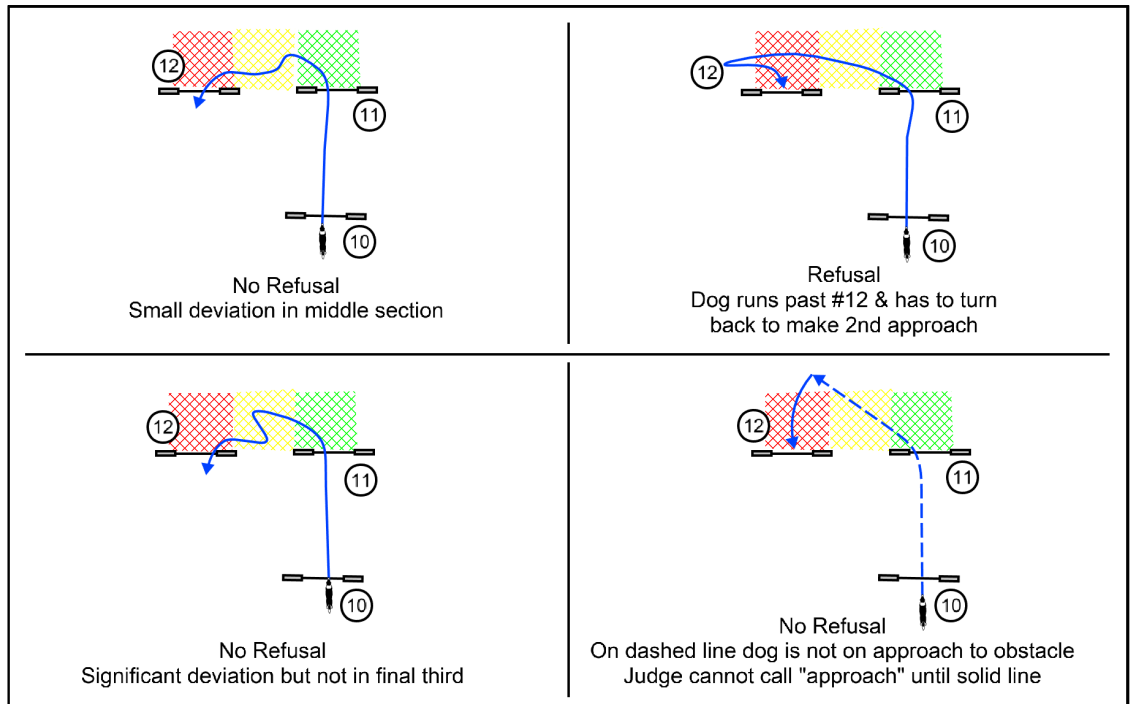 12
11
10
No Refusal
Small deviation in middle section
12
11
10
Refusal
Dog runs past #12 & has to turn
back to make 2nd approach
12
11
10
No Refusal
Significant deviation but not in final third
12
11
10
No Refusal
On dashed line dog is not on approach to obstacle
Judge cannot call "approach" until solid line